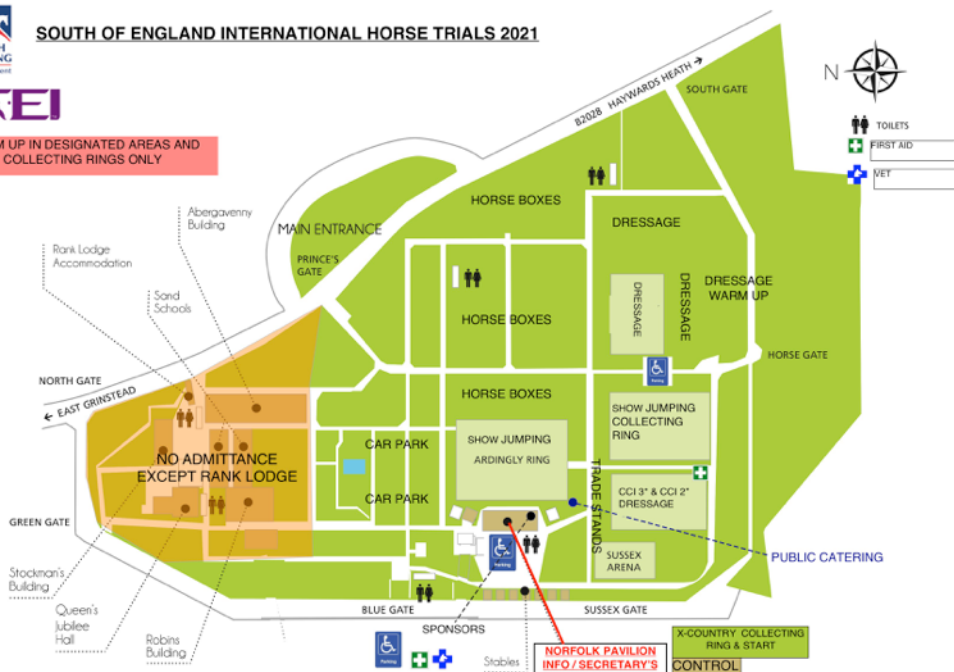 SOUTH OF ENGLAND INTERNATIONAL HORSE TRIALS 2021
M UP IN DESIGNATED AREAS AND
COLLECTING RINGS ONLY
N
TOILETS
FIRST AID
VET
B2028 HAYWARDS HEATH →
SOUTH GATE
Abergavenny
Building
Rank Lodge
Accommodation
Sand
Schools
MAIN ENTRANCE
PRINCE'S
GATE
HORSE BOXES
DRESSAGE
DRESSAGE
DRESSAGE
DRESSAGE
WARM UP
HORSE BOXES
HORSE GATE
Parking
NORTH GATE
← EAST GRINSTEAD
HORSE BOXES
SHOW JUMPING
COLLECTING
RING
CAR PARK
SHOW JUMPING
ARDINGLY RING
NO ADMITTANCE
EXCEPT RANK LODGE
CAR PARK
TRADE STANDS
CCI 3* & CCI 2*
DRESSAGE
GREEN GATE
SUSSEX
ARENA
PUBLIC CATERING
Parking
Stockman's
Building
Queen's
Jubilee
Hall
Robins
Building
BLUE GATE
SUSSEX GATE
SPONSORS
Parking
Stables
NORFOLK PAVILION
INFO / SECRETARY'S
X-COUNTRY COLLECTING
RING & START
CONTROL